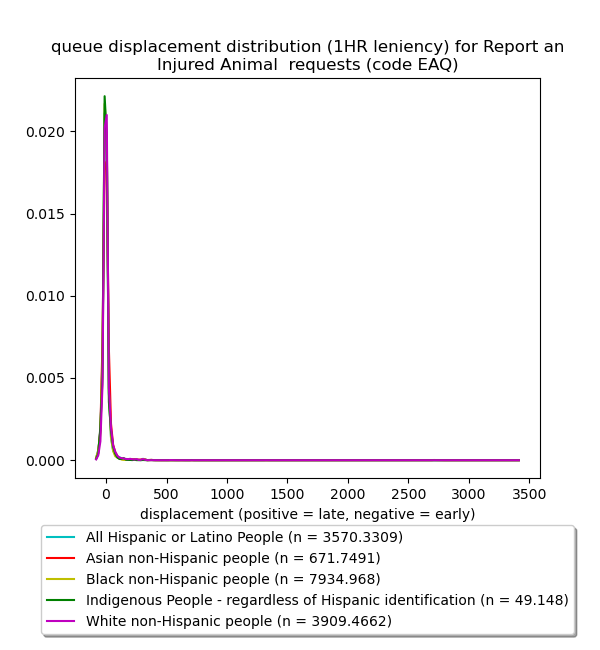 queue displacement distribution (1HR leniency) for Report an
Injured Animal  requests (code EAQ)
0.020
0.015
0.010
0.005
0.000
0 500 1000 1500 2000 2500 3000 3500
displacement (positive = late, negative = early)
All Hispanic or Latino People (n = 3570.3309)
Asian non-Hispanic people (n = 671.7491)
Black non-Hispanic people (n = 7934.968)
Indigenous People - regardless of Hispanic identification (n = 49.148)
White non-Hispanic people (n = 3909.4662)